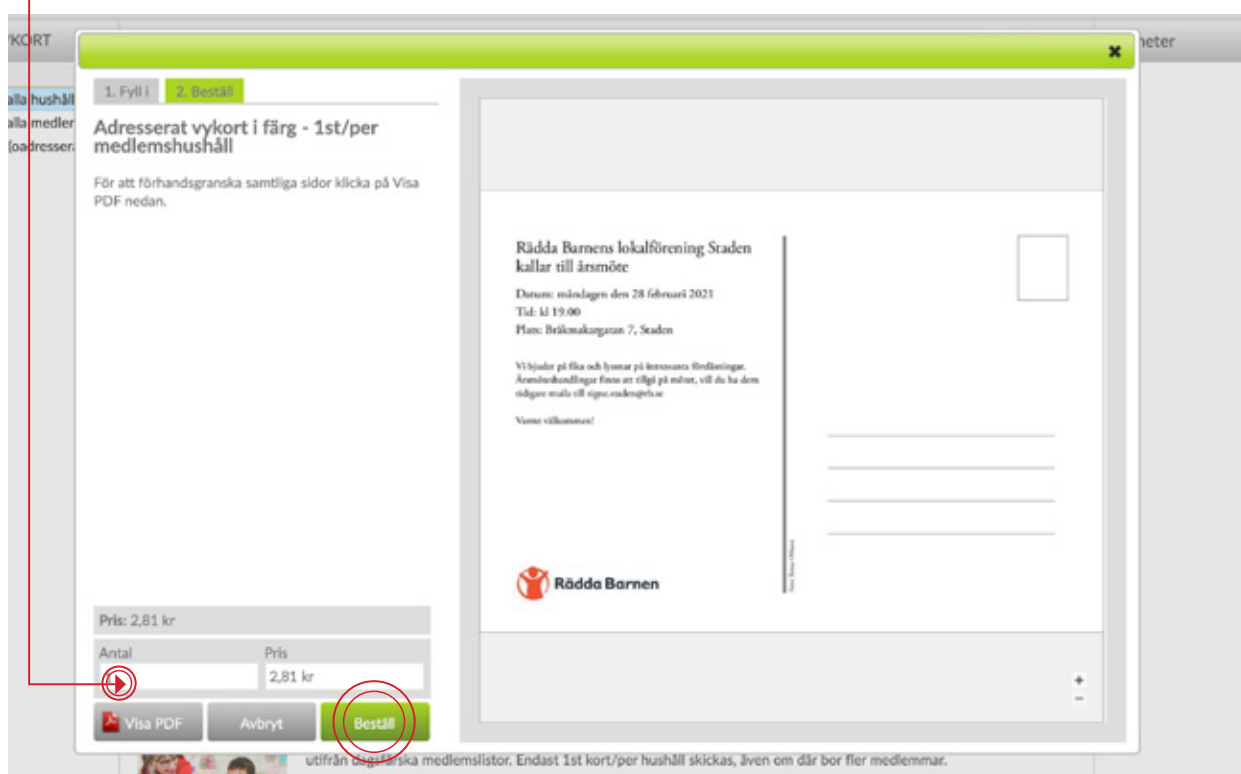 YKORT
heter
alla hushåll
alla medler
(oadresser
1. Fyll i
2. Beställ
Adresserat vykort i färg - 1st/per
medlemshushåll
För att förhandsgranska samtliga sidor klicka på Visa
PDF nedan.
Pris: 2,81 kr
Antal
Pris
2,81 kr
Visa PDF
Avbryt
Beställ
Rädda Barnens lokalförening Staden
kallar till årsmöte
Datum: måndagen den 28 februari 2021
Tid: kl 19.00
Plats: Bråkmakargatan 7, Staden
Vi bjuder på fika och lyssnar på intressanta föreläsningar.
Årsmöteshandlingar finns att tillgå på mötet, vill du ha dem
tidigare maila till signe.staden@rb.se
Varmt välkommen!
Rädda Barnen
+
−
utifrån dagsfärska medlemslistor. Endast 1st kort/per hushåll skickas, även om där bor fler medlemmar.